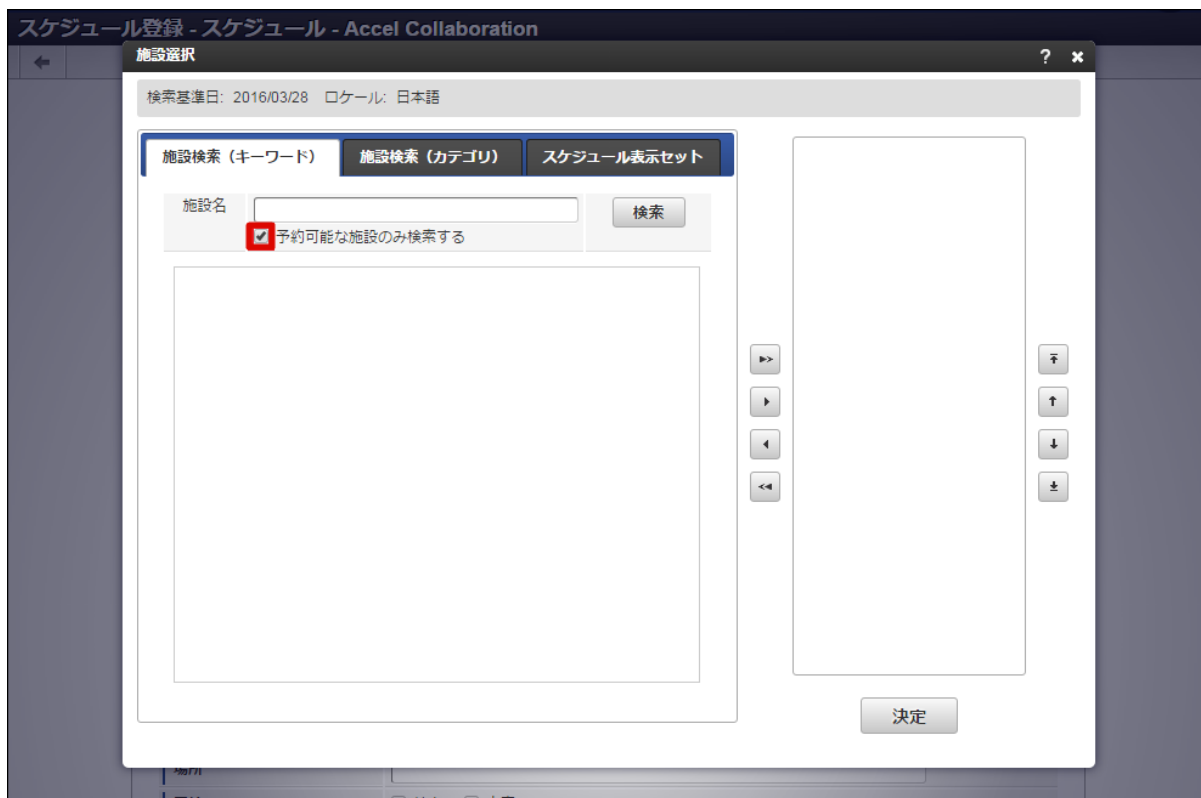 スケジュール登録 - スケジュール - Accel Collaboration
施設選択
検索基準日: 2016/03/28 ロケール: 日本語
施設検索（キーワード） 施設検索（カテゴリ） スケジュール表示セット
施設名 検索
予約可能な施設のみ検索する
決定
場所